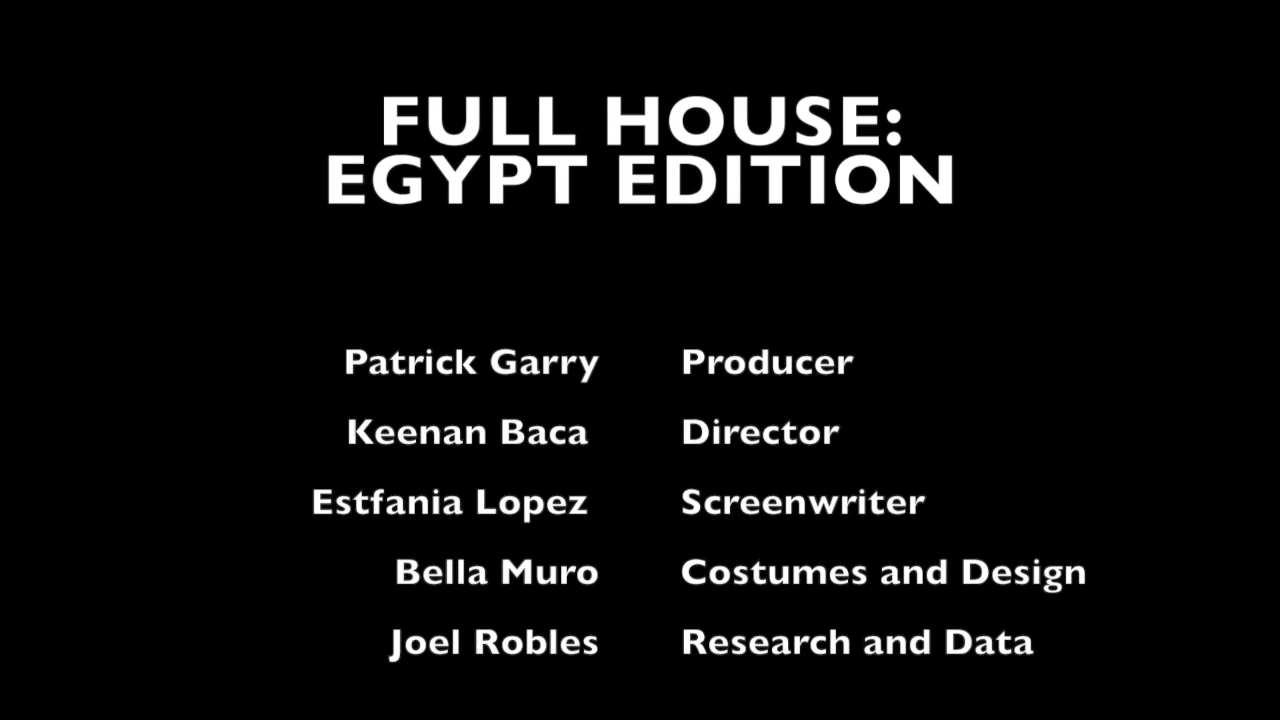 FULL HOUSE:
EGYPT EDITION
Patrick Garry Producer
Keenan Baca Director
Estfania Lopez Screenwriter
Bella Muro Costumes and Design
Joel Robles Research and Data